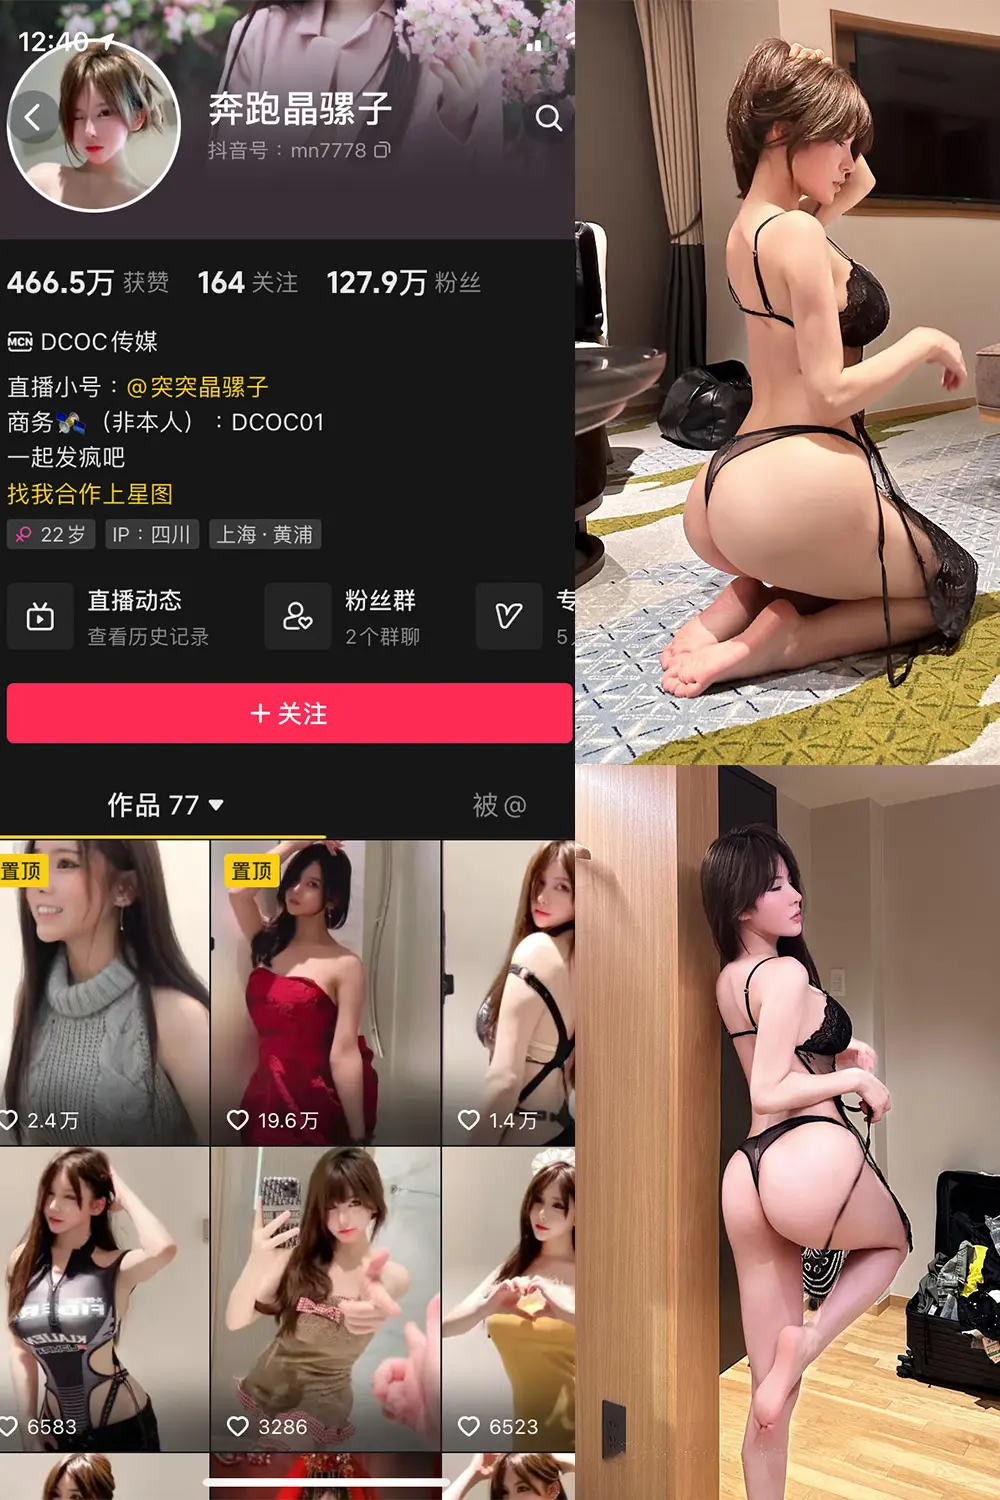 12:40
奔跑晶骡子
抖音号：mn7778
466.5万 获赞 164 关注 127.9万 粉丝
MCN DCOC传媒
直播小号：@突突晶骡子
商务（非本人）：DCOC01
一起发疯吧
找我合作上星图
22岁 IP：四川 上海·黄浦
直播动态 粉丝群 专
查看历史记录 2个群聊 5
+ 关注
作品 77 被@
置顶 置顶
2.4万 19.6万 1.4万
6583 3286 6523